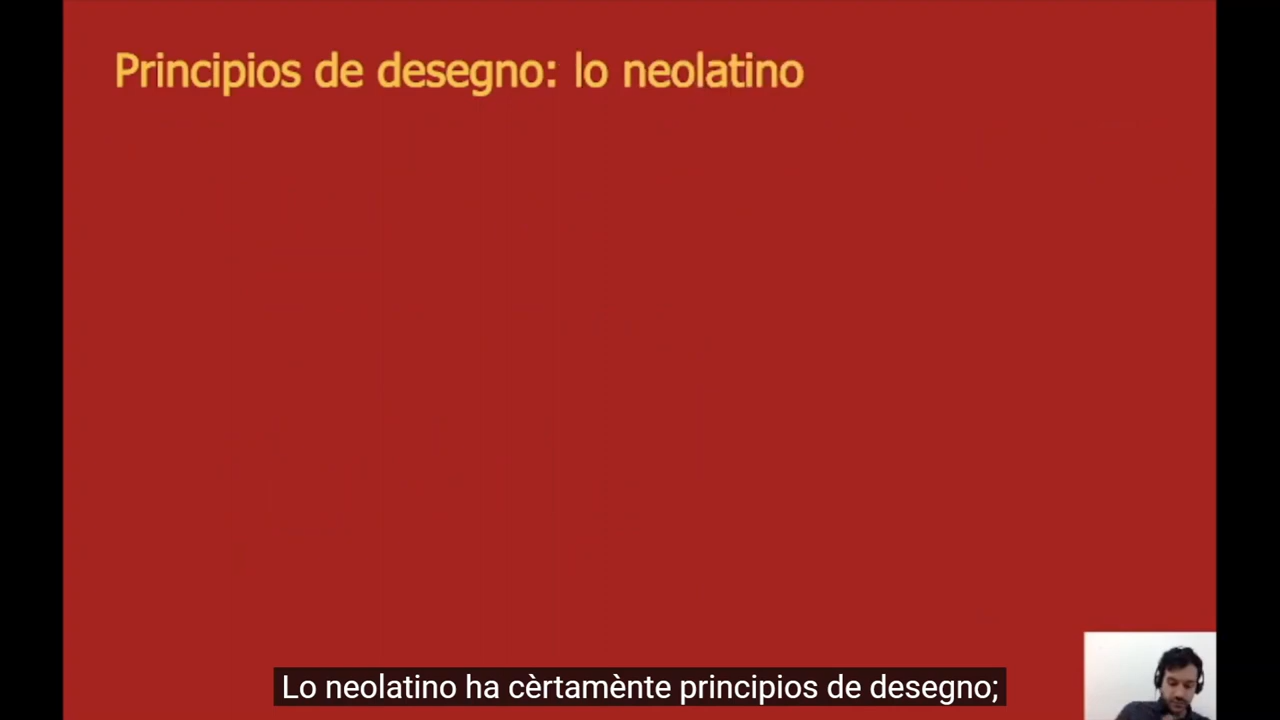 Principios de desegno: lo neolatino
Lo neolatino ha cèrtamènte principios de desegno;